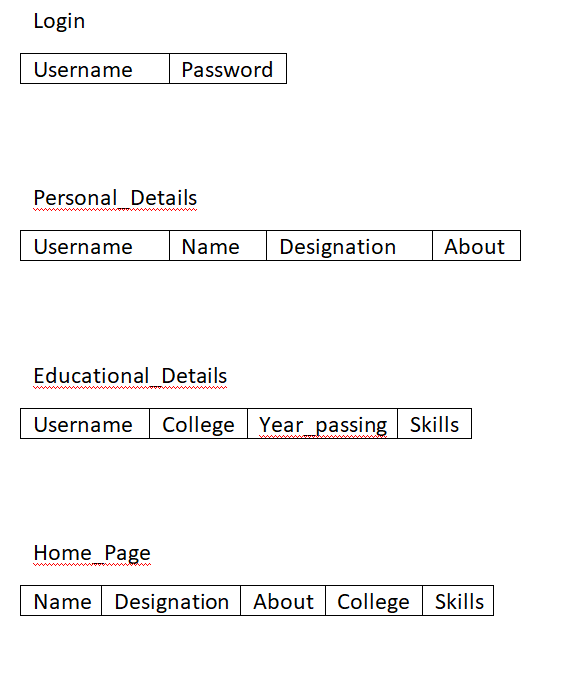 Login
Username Password
Personal_Details
Username Name Designation About
Educational_Details
Username College Year_passing Skills
Home_Page
Name Designation About College Skills